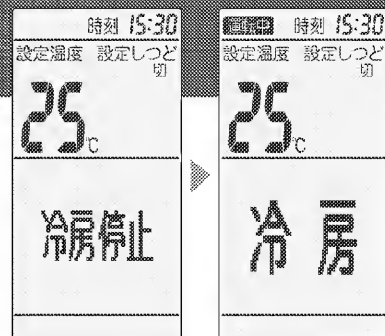 時刻 15:30
設定温度 設定しつど
切
25℃
冷房停止
運転中 時刻 15:30
設定温度 設定しつど
切
25℃
冷房